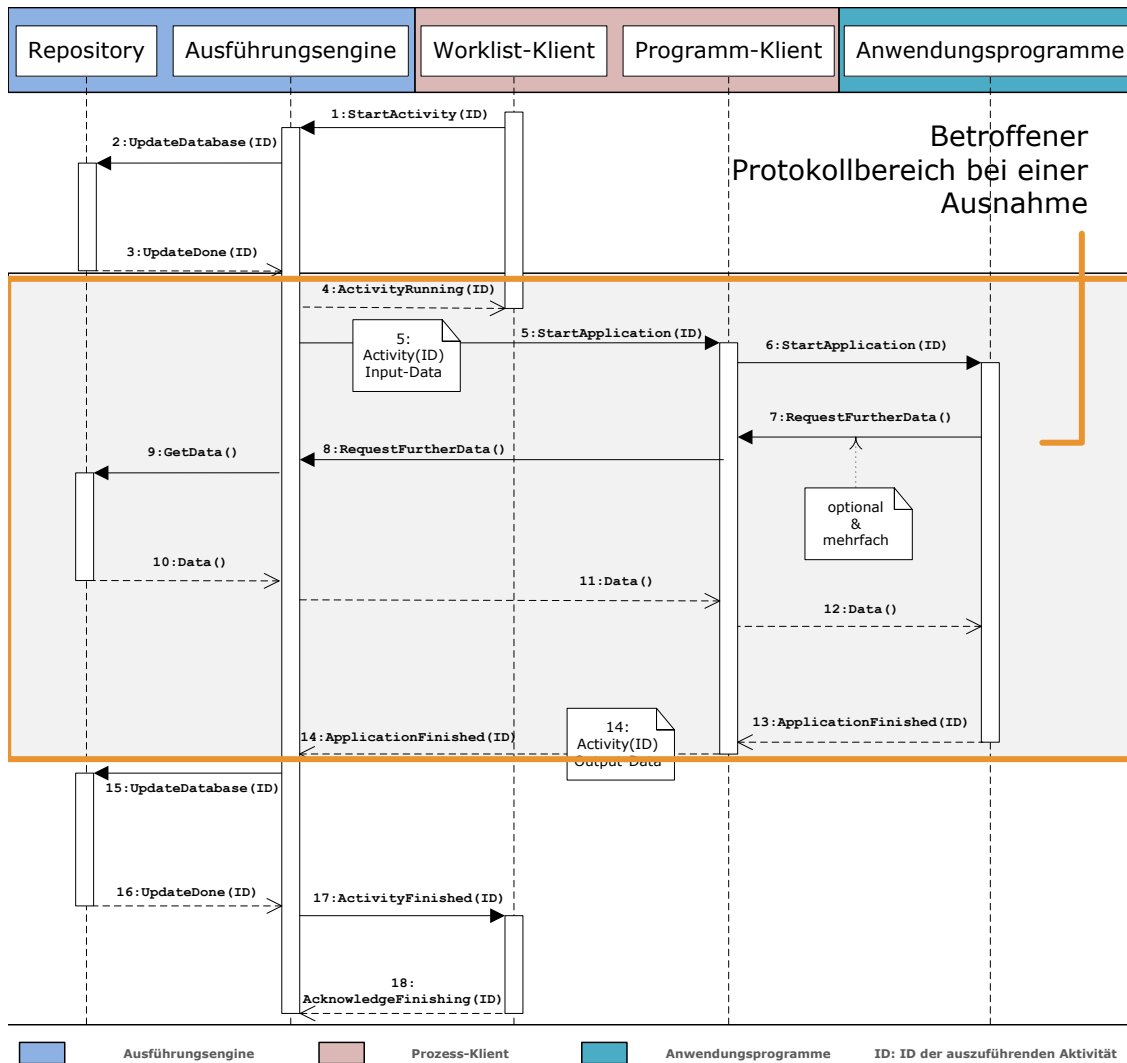 Repository
Ausführungsengine
Worklist-Klient
Programm-Klient
Anwendungsprogramme
1:StartActivity(ID)
2:UpdateDatabase(ID)
Betroffener
Protokollbereich bei einer
Ausnahme
3:UpdateDone(ID)
4:ActivityRunning(ID)
5:
Activity(ID)
Input-Data
5:StartApplication(ID)
6:StartApplication(ID)
7:RequestFurtherData()
8:RequestFurtherData()
9:GetData()
optional
&
mehrfach
10:Data()
11:Data()
12:Data()
13:ApplicationFinished(ID)
14:
Activity(ID)
Output-Data
14:ApplicationFinished(ID)
15:UpdateDatabase(ID)
16:UpdateDone(ID)
17:ActivityFinished(ID)
18:
AcknowledgeFinishing(ID)
Ausführungsengine
Prozess-Klient
Anwendungsprogramme
ID: ID der auszuführenden Aktivität